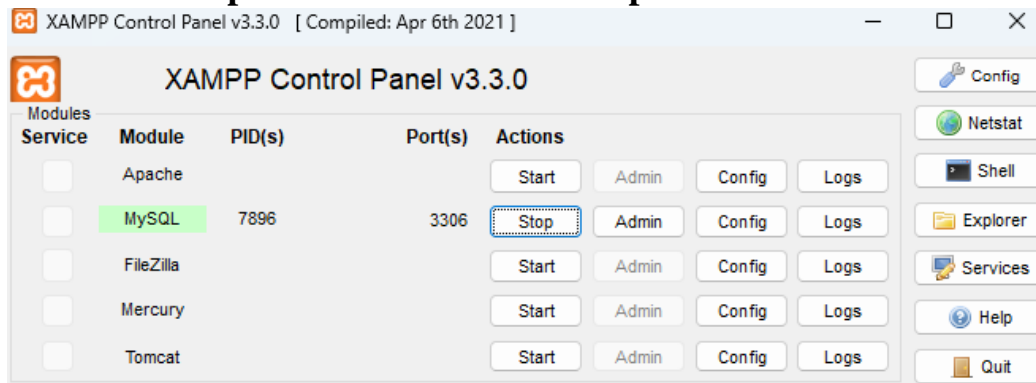 XAMPP Control Panel v3.3.0 [ Compiled: Apr 6th 2021 ]
XAMPP Control Panel v3.3.0
Config
Modules
Service Module PID(s) Port(s) Actions
Netstat
Apache Start Admin Config Logs
Shell
MySQL 7896 3306 Stop Admin Config Logs
Explorer
FileZilla Start Admin Config Logs
Services
Mercury Start Admin Config Logs
Help
Tomcat Start Admin Config Logs
Quit